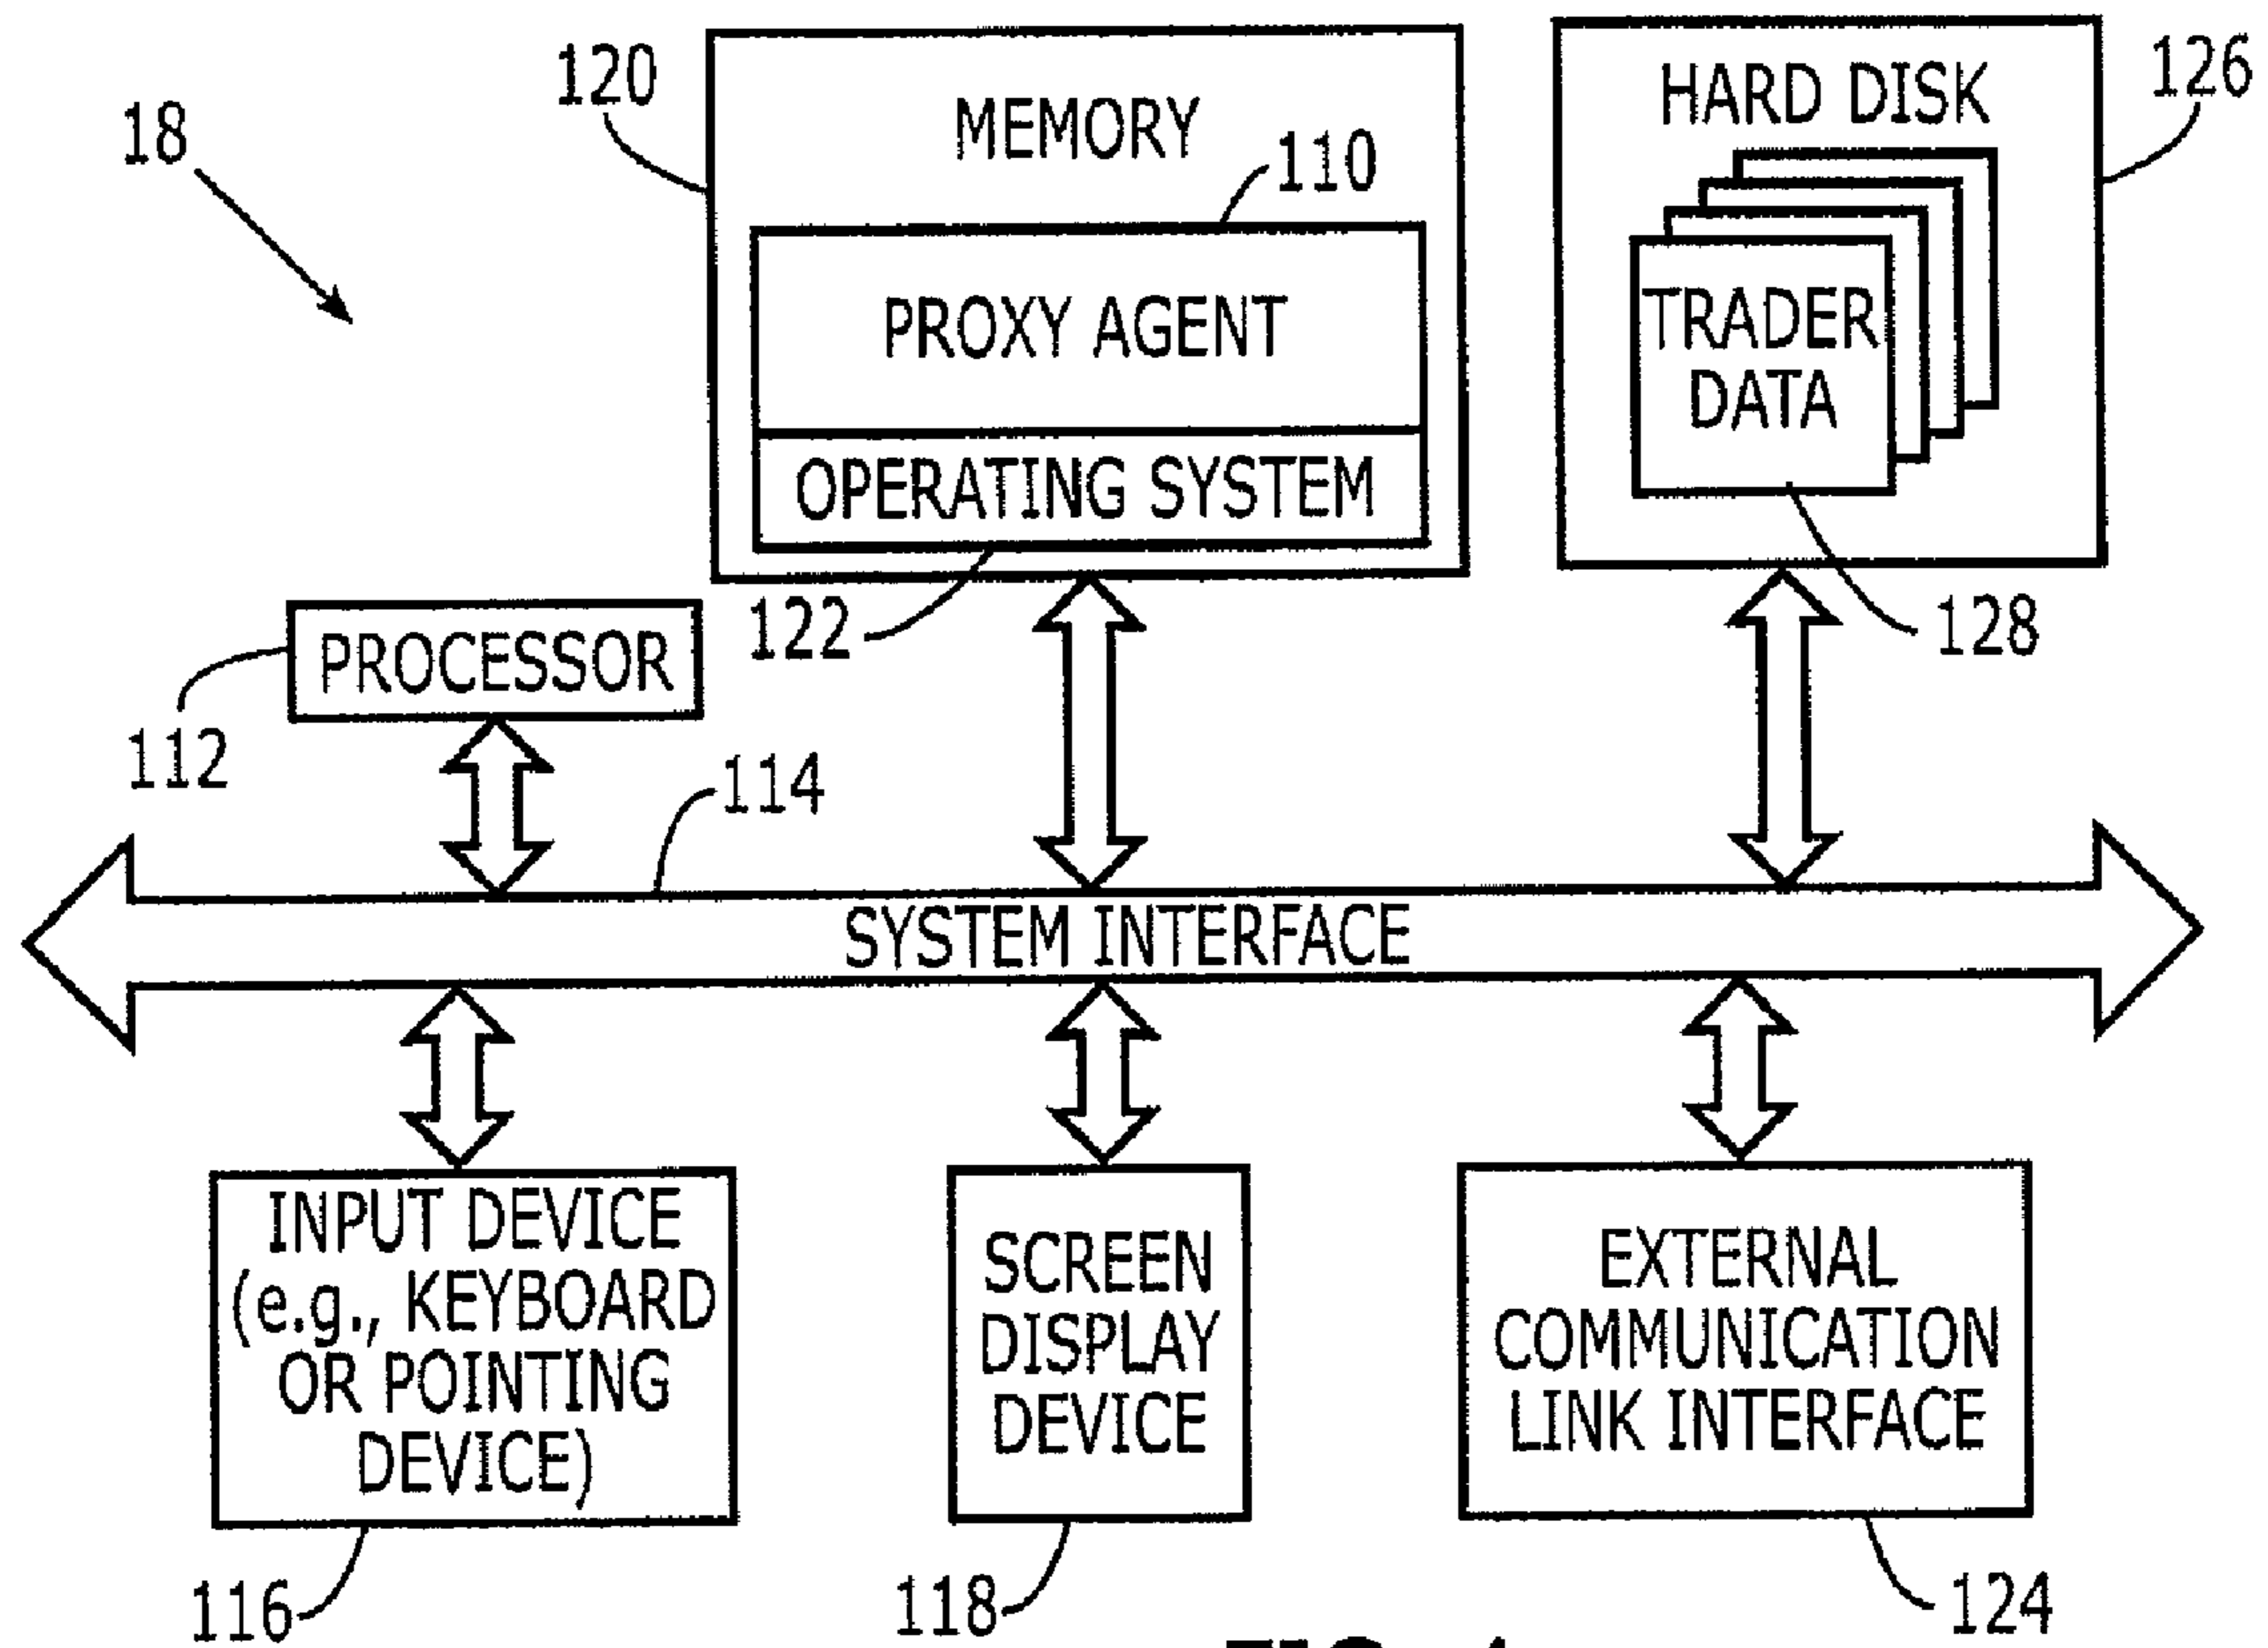 18
120
MEMORY
110
PROXY AGENT
OPERATING SYSTEM
122
HARD DISK
126
TRADER
DATA
128
PROCESSOR
112
114
SYSTEM INTERFACE
INPUT DEVICE
(e.g., KEYBOARD
OR POINTING
DEVICE)
116
SCREEN
DISPLAY
DEVICE
118
EXTERNAL
COMMUNICATION
LINK INTERFACE
124